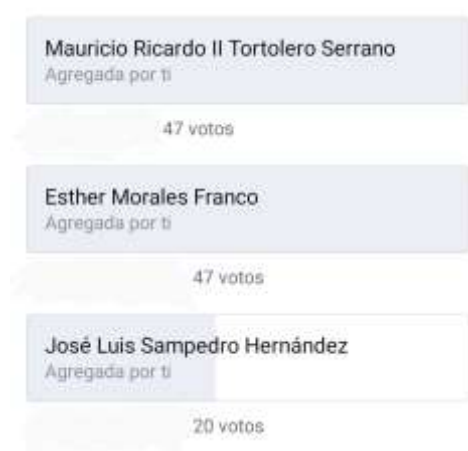 Mauricio Ricardo II Tortolero Serrano
Agregada por ti
47 votos
Esther Morales Franco
Agregada por ti
47 votos
José Luis Sampedro Hernández
Agregada por ti
20 votos